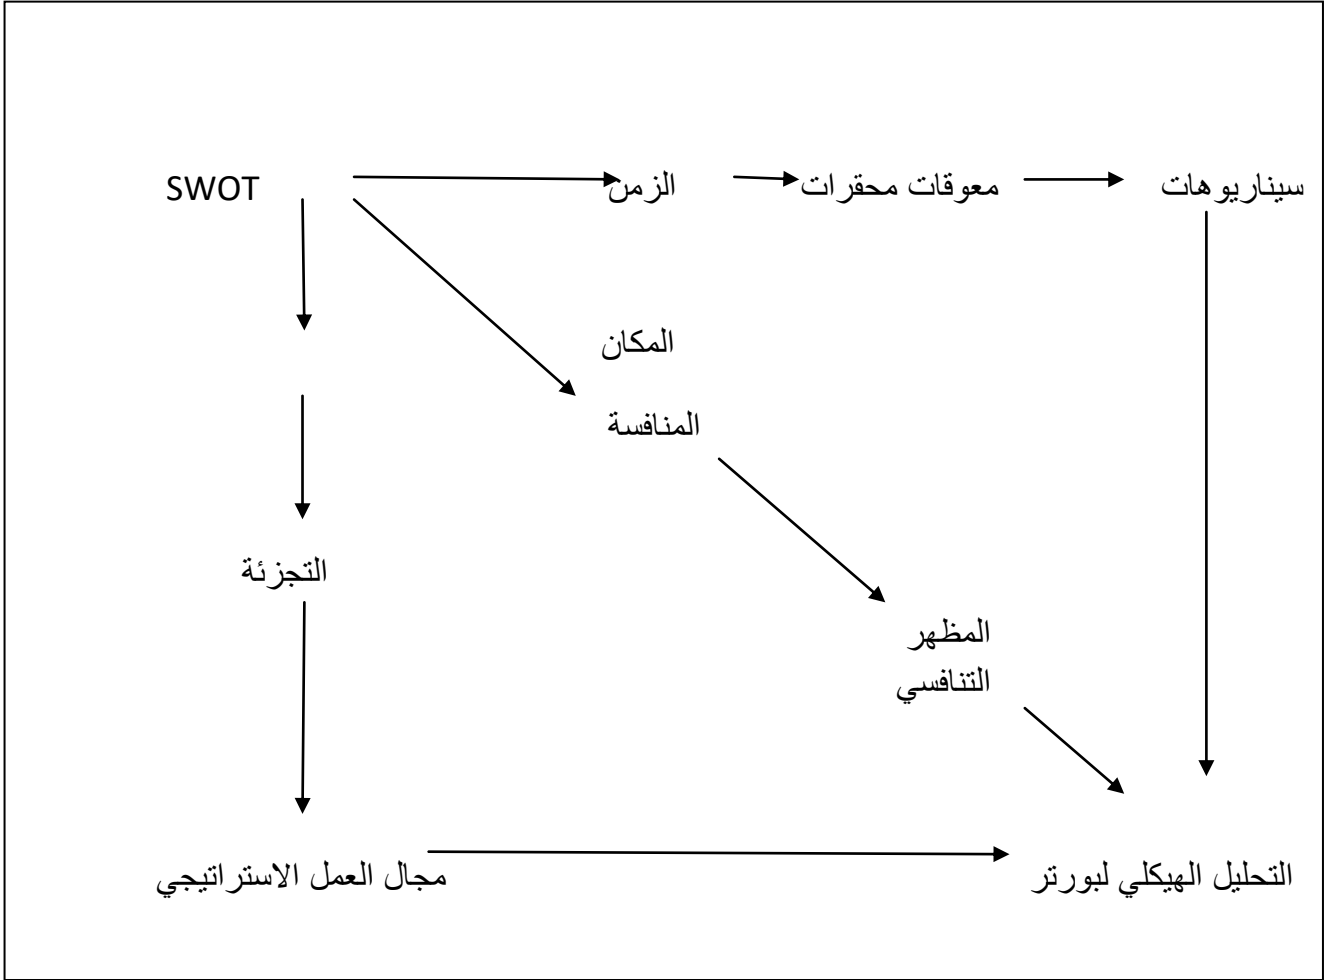 SWOT
الزمن
معوقات محقرات
سيناريوهات
المكان
المنافسة
التجزئة
المظهر
التنافسي
مجال العمل الاستراتيجي
التحليل الهيكلي لبورتر